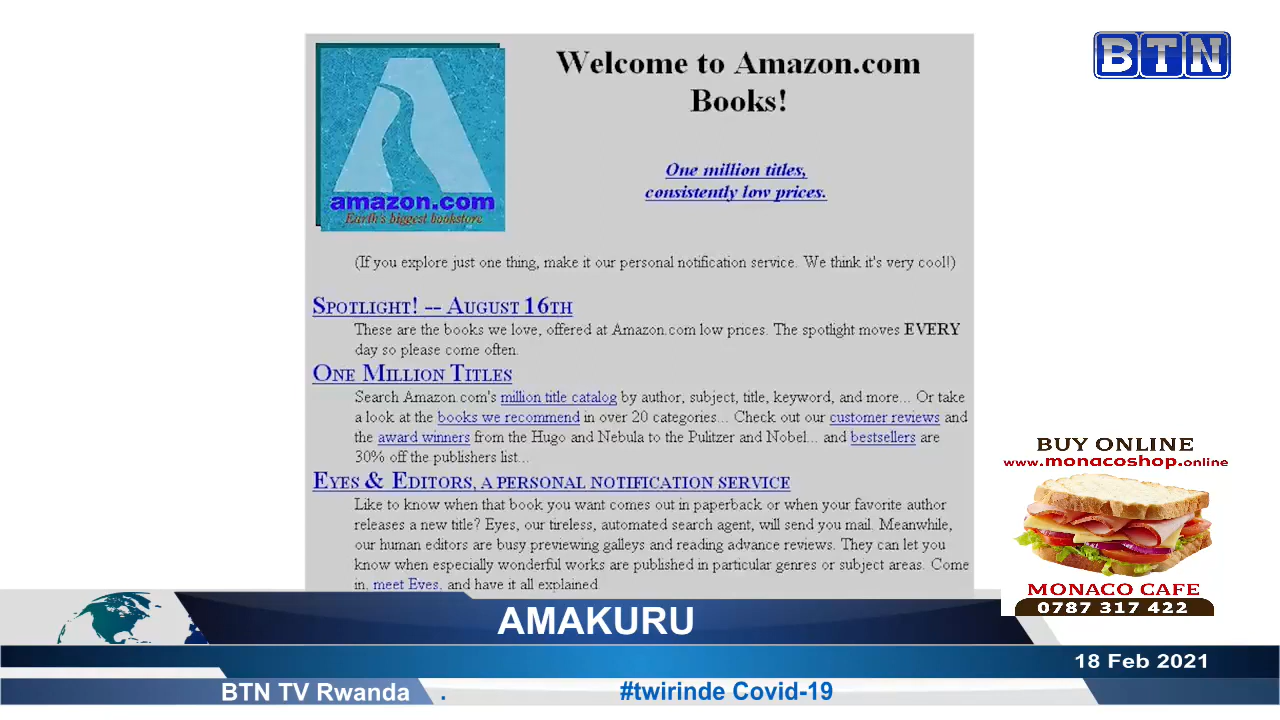 Welcome to Amazon.com
Books!
BTN
One million titles,
consistently low prices.
amazon.com
Earth's biggest bookstore
(If you explore just one thing, make it our personal notification service. We think it's very cool!)
SPOTLIGHT! -- AUGUST 16TH
These are the books we love, offered at Amazon.com low prices. The spotlight moves EVERY
day so please come often.
ONE MILLION TITLES
Search Amazon.com's million title catalog by author, subject, title, keyword, and more... Or take
a look at the books we recommend in over 20 categories... Check out our customer reviews and
the award winners from the Hugo and Nebula to the Pulitzer and Nobel... and bestsellers are
30% off the publishers list...
EYES & EDITORS, A PERSONAL NOTIFICATION SERVICE
Like to know when that book you want comes out in paperback or when your favorite author
releases a new title? Eyes, our tireless, automated search agent, will send you mail. Meanwhile,
our human editors are busy previewing galleys and reading advance reviews. They can let you
know when especially wonderful works are published in particular genres or subject areas. Come
in, meet Eyes, and have it all explained.
BUY ONLINE
www.monacoshop.online
MONACO CAFE
0787 317 422
AMAKURU
18 Feb 2021
BTN TV Rwanda .
#twirinde Covid-19